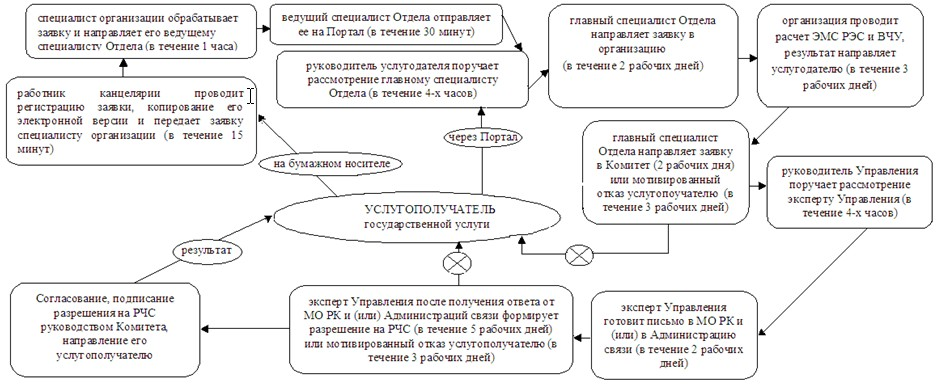 специалист организации обрабатывает
заявку и направляет его ведущему
специалисту Отдела (в течение 1 часа)
ведущий специалист Отдела отправляет
ее на Портал (в течение 30 минут)
главный специалист Отдела
направляет заявку в
организацию
(в течение 2 рабочих дней)
организация проводит
расчет ЭМС РЭС и ВЧУ,
результат направляет
услугодателю (в течение 3
рабочих дней)
руководитель услугодателя поручает
рассмотрение главному специалисту
Отдела (в течение 4-х часов)
работник канцелярии проводит
регистрацию заявки, копирование его
электронной версии и передает заявку
специалисту организации (в течение 15
минут)
через Портал
на бумажном носителе
главный специалист
Отдела направляет заявку
в Комитет (2 рабочих дня)
или мотивированный
отказ услугопоучателю (в
течение 3 рабочих дней)
руководитель Управления
поручает рассмотрение
эксперту Управления (в
течение 4-х часов)
УСЛУГОПОЛУЧАТЕЛЬ
государственной услуги
результат
Согласование, подписание
разрешения на РЧС
руководством Комитета,
направление его
услугополучателю
эксперт Управления после получения ответа от
МО РК и (или) Администраций связи формирует
разрешение на РЧС (в течение 5 рабочих дней)
или мотивированный отказ услугополучателю (в
течение 3 рабочих дней)
эксперт Управления
готовит письмо в МО РК и
(или) в Администрацию
связи (в течение 2 рабочих
дней)